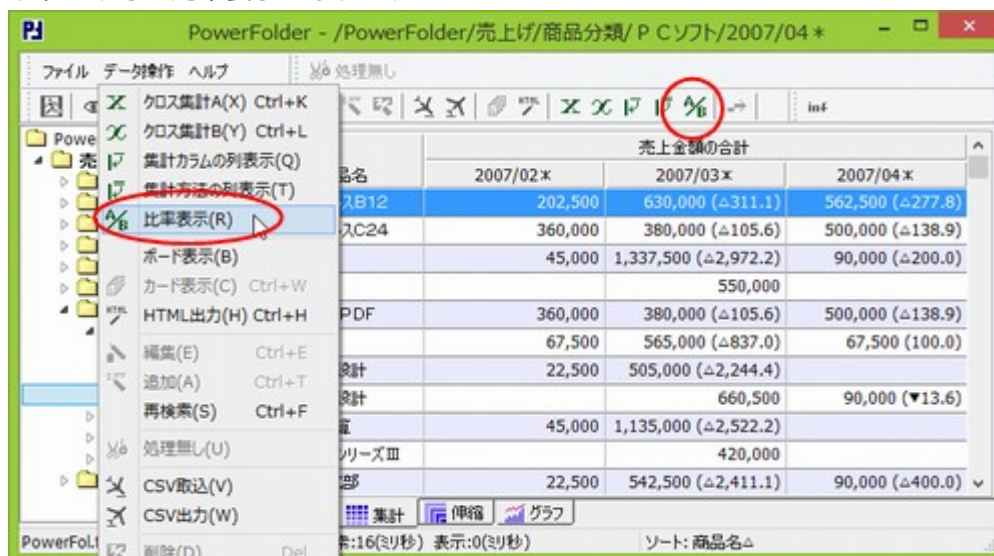 PowerFolder - /PowerFolder/売上げ/商品分類/ＰＣソフト/2007/04＊
ファイル データ操作 ヘルプ 処理無し
inf
Powe
売
クロス集計A(X) Ctrl+K
クロス集計B(Y) Ctrl+L
集計カラムの列表示(Q)
集計方法の列表示(T)
比率表示(R)
ボード表示(B)
カード表示(C) Ctrl+W
HTML出力(H) Ctrl+H
編集(E) Ctrl+E
追加(A) Ctrl+T
再検索(S) Ctrl+F
処理無し(U)
CSV取込(V)
CSV出力(W)
削除(D) Del
売上金額の合計
品名 2007/02＊ 2007/03＊ 2007/04＊
スB12 202,500 630,000 (△311.1) 562,500 (△277.8)
スC24 360,000 380,000 (△105.6) 500,000 (△138.9)
45,000 1,337,500 (△2,972.2) 90,000 (△200.0)
550,000
PDF 360,000 380,000 (△105.6) 500,000 (△138.9)
67,500 565,000 (△837.0) 67,500 (100.0)
設計 22,500 505,000 (△2,244.4)
設計 660,500 90,000 (▼13.6)
45,000 1,135,000 (△2,522.2)
シリーズⅢ 420,000
22,500 542,500 (△2,411.1) 90,000 (△400.0)
集計 伸縮 グラフ
PowerFol.
索:16(ミリ秒) 表示:0(ミリ秒) ソート: 商品名△